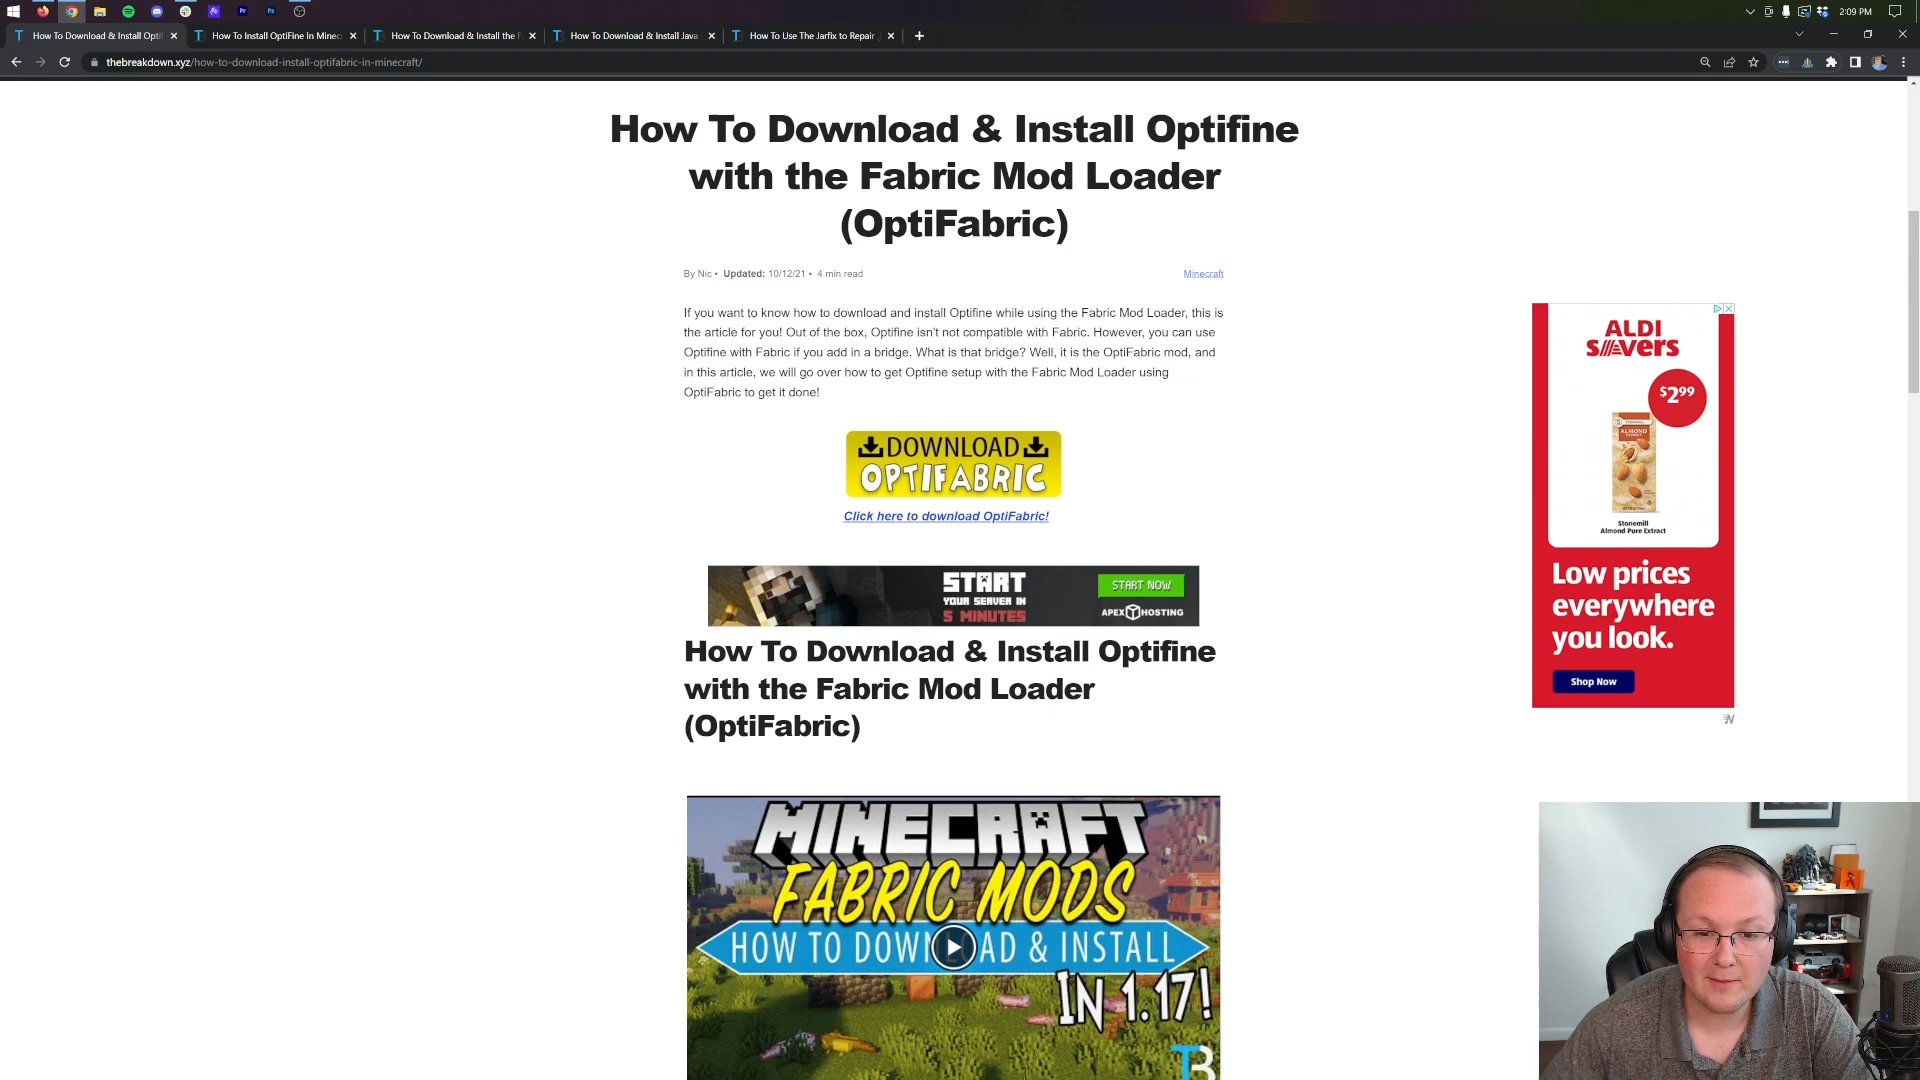 2:09 PM
How To Download & Install Opti
How To Install OptiFine In Minec
How To Download & Install the F
How To Download & Install Java
How To Use The Jarfix to Repair
thebreakdown.xyz/how-to-download-install-optifabric-in-minecraft/
How To Download & Install Optifine
with the Fabric Mod Loader
(OptiFabric)
By Nic • Updated: 10/12/21 • 4 min read
Minecraft
If you want to know how to download and install Optifine while using the Fabric Mod Loader, this is
the article for you! Out of the box, Optifine isn't not compatible with Fabric. However, you can use
Optifine with Fabric if you add in a bridge. What is that bridge? Well, it is the OptiFabric mod, and
in this article, we will go over how to get Optifine setup with the Fabric Mod Loader using
OptiFabric to get it done!
DOWNLOAD
OPTIFABRIC
Click here to download OptiFabric!
START
YOUR SERVER IN
5 MINUTES
START NOW
APEX HOSTING
How To Download & Install Optifine
with the Fabric Mod Loader
(OptiFabric)
MINECRAFT
FABRIC MODS
HOW TO DOWNLOAD & INSTALL
IN 1.17!
TB
ALDI
SAVERS
$2.99
ALMOND
Stonemill
Almond Pure Extract
Low prices
everywhere
you look.
Shop Now